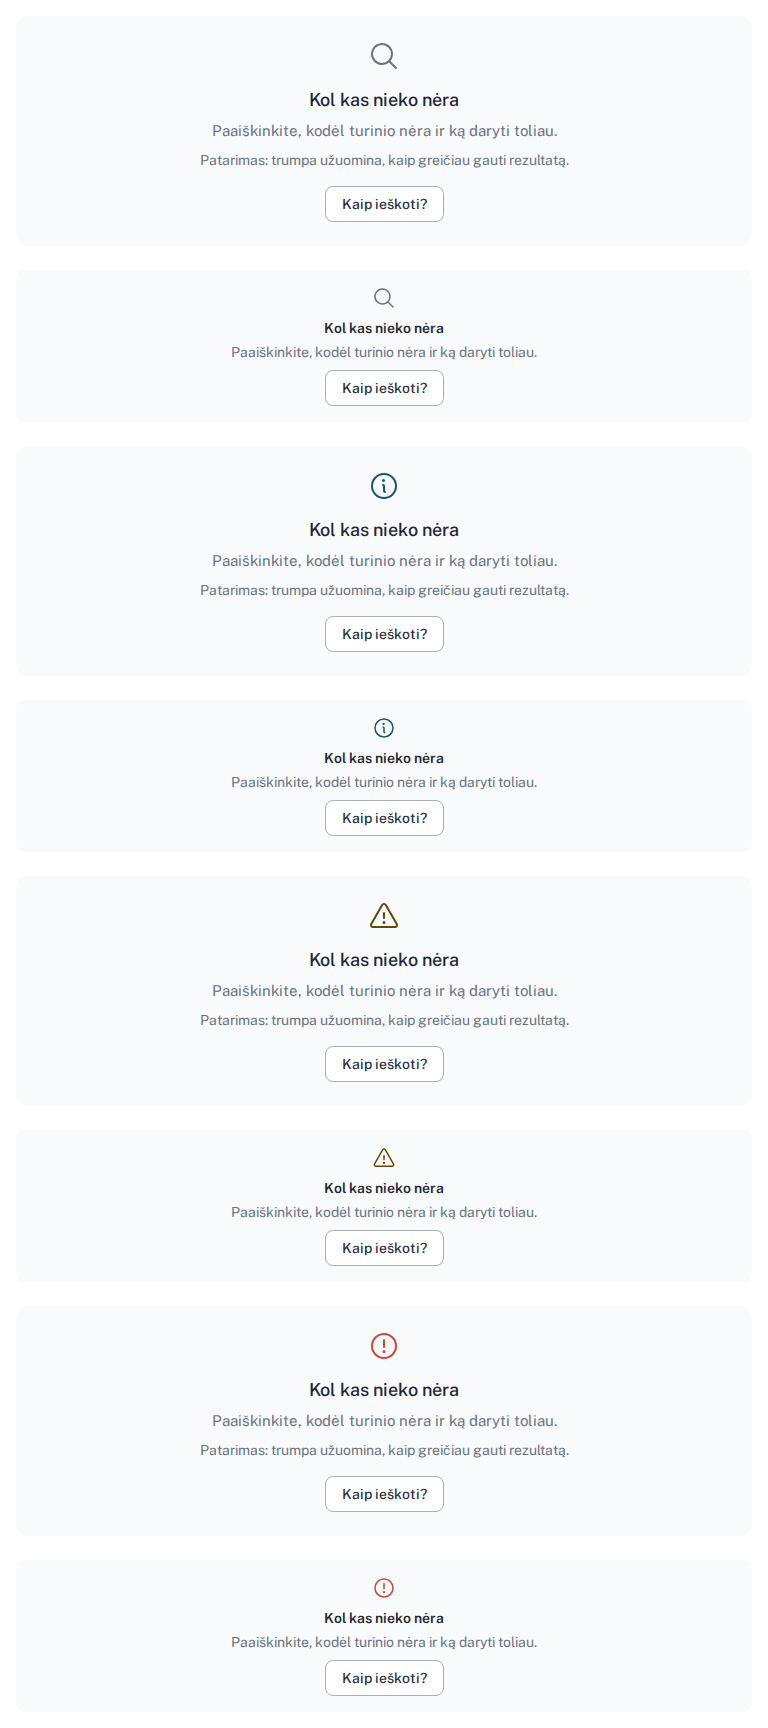 Kol kas nieko nėra
Paaiškinkite, kodėl turinio nėra ir ką daryti toliau.
Patarimas: trumpa užuomina, kaip greičiau gauti rezultatą.
Kaip ieškoti?
Kol kas nieko nėra
Paaiškinkite, kodėl turinio nėra ir ką daryti toliau.
Kaip ieškoti?
Kol kas nieko nėra
Paaiškinkite, kodėl turinio nėra ir ką daryti toliau.
Patarimas: trumpa užuomina, kaip greičiau gauti rezultatą.
Kaip ieškoti?
Kol kas nieko nėra
Paaiškinkite, kodėl turinio nėra ir ką daryti toliau.
Kaip ieškoti?
Kol kas nieko nėra
Paaiškinkite, kodėl turinio nėra ir ką daryti toliau.
Patarimas: trumpa užuomina, kaip greičiau gauti rezultatą.
Kaip ieškoti?
Kol kas nieko nėra
Paaiškinkite, kodėl turinio nėra ir ką daryti toliau.
Kaip ieškoti?
Kol kas nieko nėra
Paaiškinkite, kodėl turinio nėra ir ką daryti toliau.
Patarimas: trumpa užuomina, kaip greičiau gauti rezultatą.
Kaip ieškoti?
Kol kas nieko nėra
Paaiškinkite, kodėl turinio nėra ir ką daryti toliau.
Kaip ieškoti?